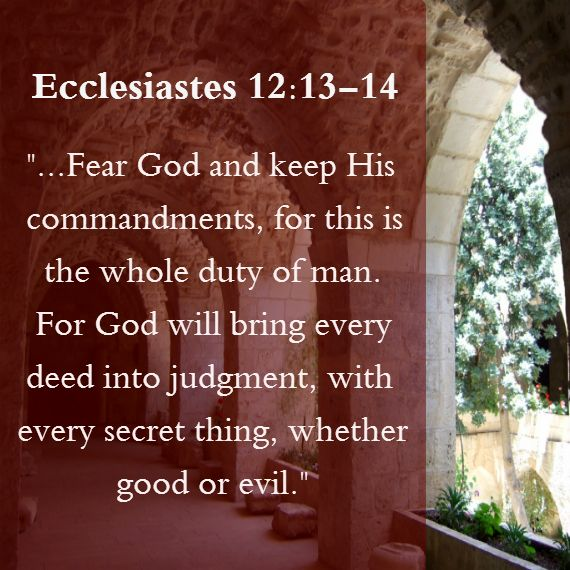 Ecclesiastes 12:13–14
"...Fear God and keep His
commandments, for this is
the whole duty of man.
For God will bring every
deed into judgment, with
every secret thing, whether
good or evil."